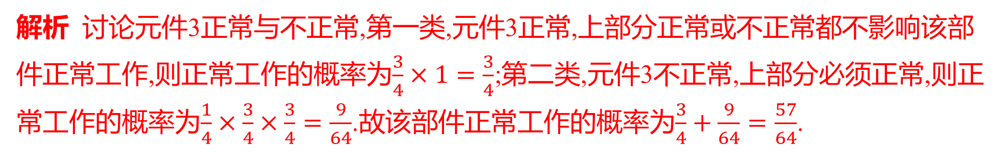 解析 讨论元件3正常与不正常,第一类,元件3正常,上部分正常或不正常都不影响该部
件正常工作,则正常工作的概率为$\frac{3}{4}$×1=$\frac{3}{4}$;第二类,元件3不正常,上部分必须正常,则正
常工作的概率为$\frac{1}{4}$×$\frac{3}{4}$×$\frac{3}{4}$=$\frac{9}{64}$.故该部件正常工作的概率为$\frac{3}{4}$+$\frac{9}{64}$=$\frac{57}{64}$.